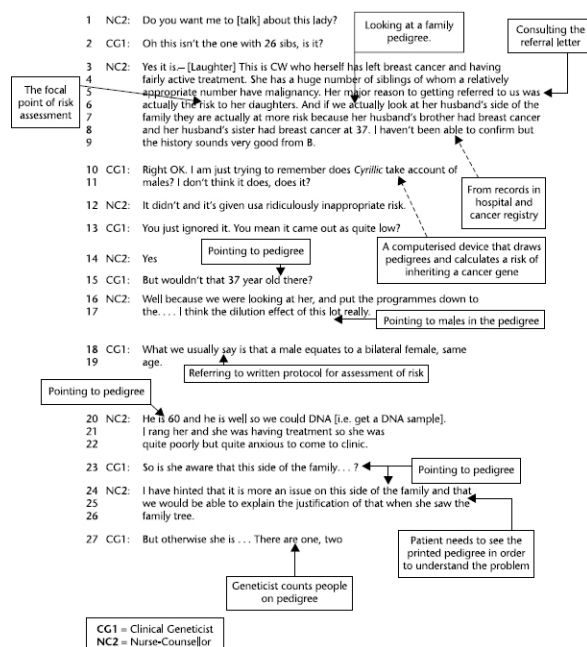 1 NC2: Do you want me to [talk] about this lady?
Looking at a family pedigree.
Consulting the referral letter
2 CG1: Oh this isn't the one with 26 sibs, is it?
3 NC2: Yes it is.– [Laughter] This is CW who herself has left breast cancer and having
4 fairly active treatment. She has a huge number of siblings of whom a relatively
5 appropriate number have malignancy. Her major reason to getting referred to us was
6 actually the risk to her daughters. And if we actually look at her husband's side of the
7 family they are actually at more risk because her husband's brother had breast cancer
8 and her husband's sister had breast cancer at 37. I haven't been able to confirm but
9 the history sounds very good from B.
The focal point of risk assessment
10 CG1: Right OK. I am just trying to remember does Cyrillic take account of
11 males? I don't think it does, does it?
From records in hospital and cancer registry
12 NC2: It didn't and it's given usa ridiculously inappropriate risk.
13 CG1: You just ignored it. You mean it came out as quite low?
A computerised device that draws pedigrees and calculates a risk of inheriting a cancer gene
Pointing to pedigree
14 NC2: Yes
15 CG1: But wouldn't that 37 year old there?
16 NC2: Well because we were looking at her, and put the programmes down to
17 the.... I think the dilution effect of this lot really.
Pointing to males in the pedigree
18 CG1: What we usually say is that a male equates to a bilateral female, same
19 age.
Referring to written protocol for assessment of risk
Pointing to pedigree
20 NC2: He is 60 and he is well so we could DNA [i.e. get a DNA sample].
21 I rang her and she was having treatment so she was
22 quite poorly but quite anxious to come to clinic.
23 CG1: So is she aware that this side of the family. . . ?
Pointing to pedigree
24 NC2: I have hinted that it is more an issue on this side of the family and that
25 we would be able to explain the justification of that when she saw the
26 family tree.
Patient needs to see the printed pedigree in order to understand the problem
27 CG1: But otherwise she is . . . There are one, two
Geneticist counts people on pedigree
CG1 = Clinical Geneticist
NC2 = Nurse-Counsellor